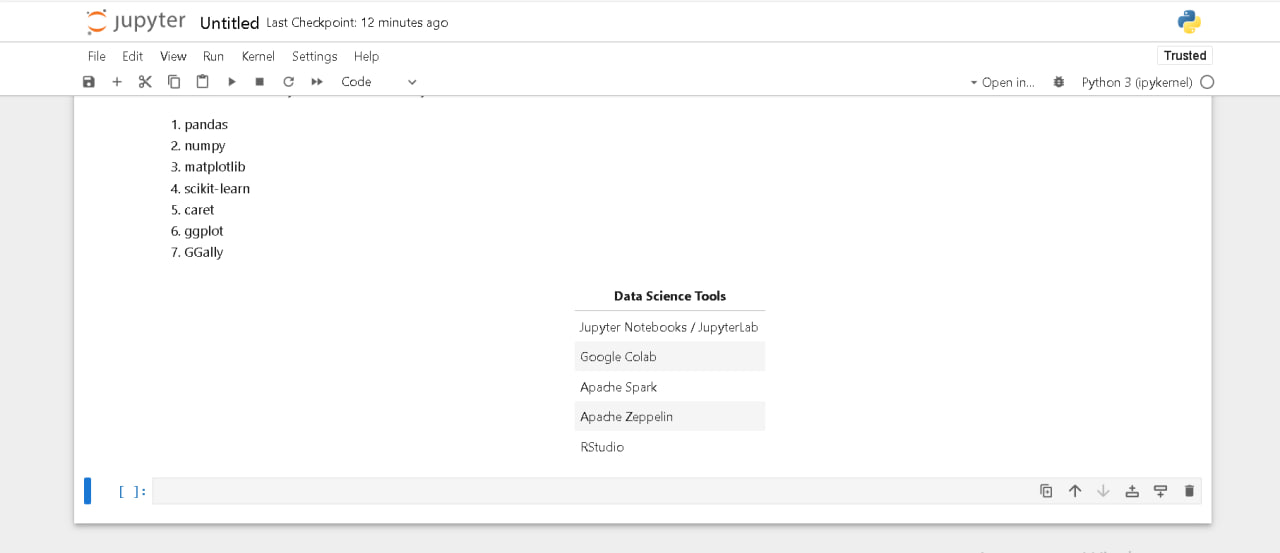 jupyter Untitled Last Checkpoint: 12 minutes ago
File Edit View Run Kernel Settings Help Trusted
Code Open in... Python 3 (ipykernel)
1. pandas
2. numpy
3. matplotlib
4. scikit-learn
5. caret
6. ggplot
7. GGally
Data Science Tools
Jupyter Notebooks / JupyterLab
Google Colab
Apache Spark
Apache Zeppelin
RStudio
[ ]: